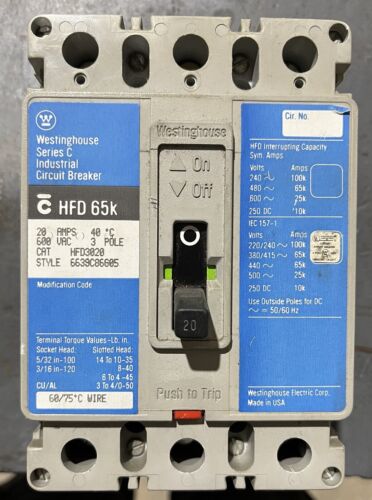 Westinghouse
Series C
Industrial
Circuit Breaker
C HFD 65k
20 AMPS 40 °C
600 VAC 3 POLE
CAT HFD3020
STYLE 6639C86G05
Modification Code
Terminal Torque Values-Lb. in.
Socket Head: Slotted Head:
5/32 in-100 14 To 10-35
3/16 in-120 8-40
6 To 4-45
CU/AL 3 To 4/0-50
60/75°C WIRE
Westinghouse
△ On
▽ Off
O
20
Push to Trip
Cir. No.
HFD Interrupting Capacity
Sym. Amps
Volts Amps
240 100k
480 65k
600 25k
250 DC 10k
IEC 157-1
Volts Amps
220/240 ~ 100k
380/415 ~ 65k
440 ~ 65k
500 ~ 25k
250 DC 10k
Use Outside Poles for DC
~ = 50/60 Hz
Westinghouse Electric Corp.
Made in USA